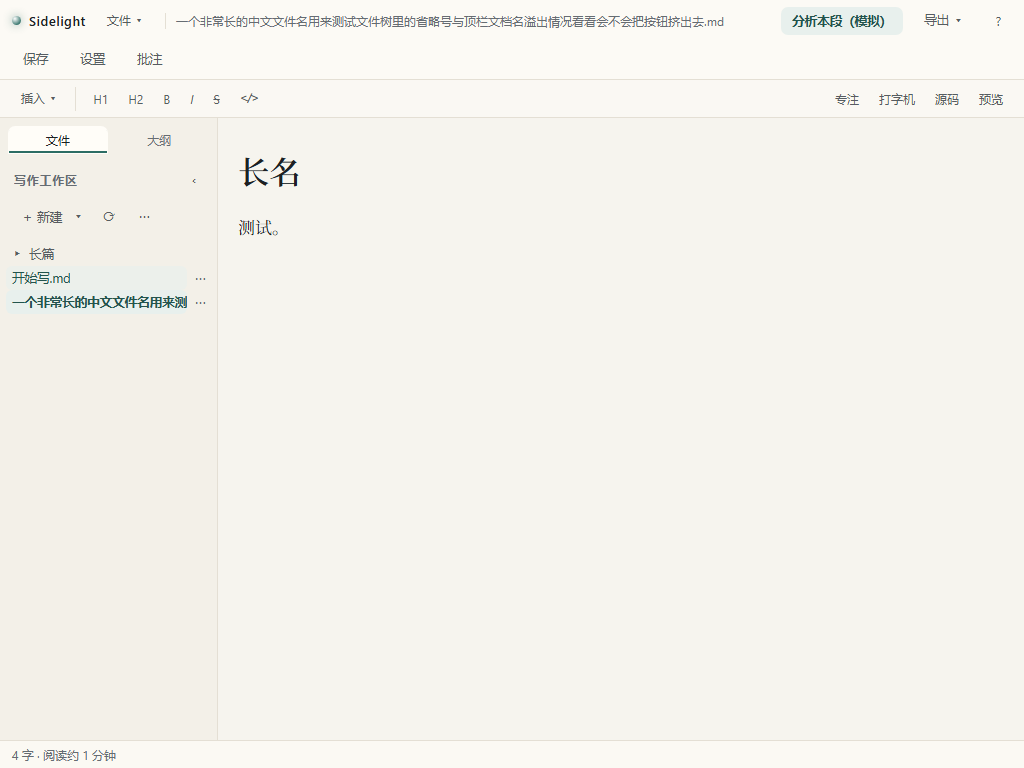 Sidelight 文件 ▾ 一个非常长的中文文件名用来测试文件树里的省略号与顶栏文档名溢出情况看看会不会把按钮挤出去.md 分析本段（模拟） 导出 ▾ ?
保存 设置 批注
插入 ▾ H1 H2 B I S </> 专注 打字机 源码 预览
文件 大纲
写作工作区 ‹
+ 新建 ▾ ⟳ ...
▸ 长篇
开始写.md ...
一个非常长的中文文件名用来测 ...
长名
测试。
4 字 · 阅读约 1 分钟